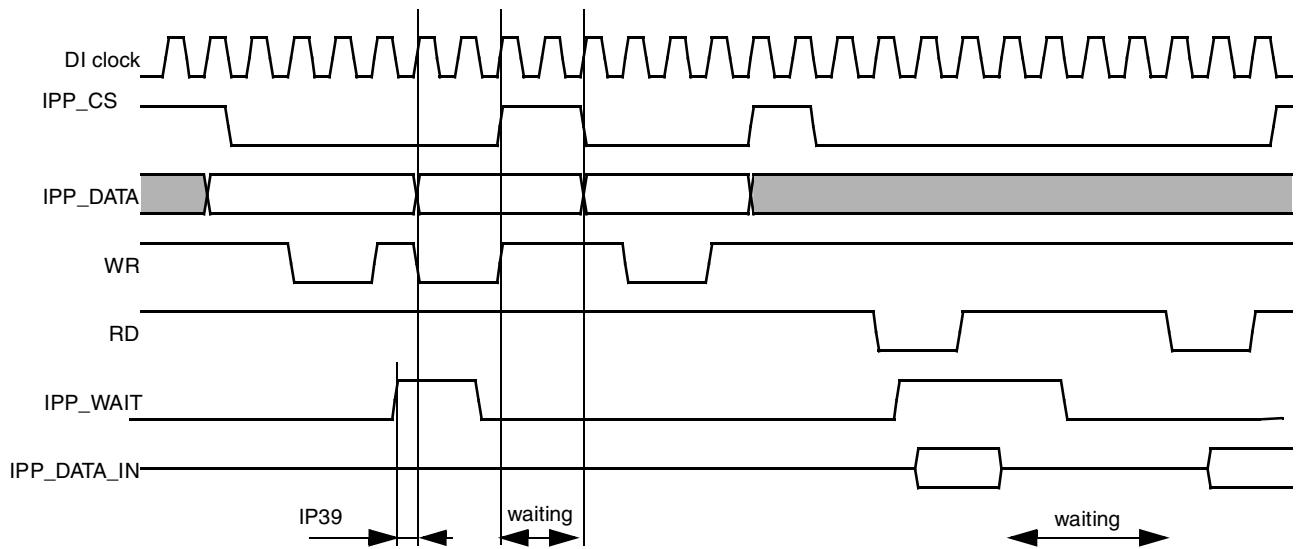 DI clock
IPP_CS
IPP_DATA
WR
RD
IPP_WAIT
IPP_DATA_IN
IP39
waiting
waiting